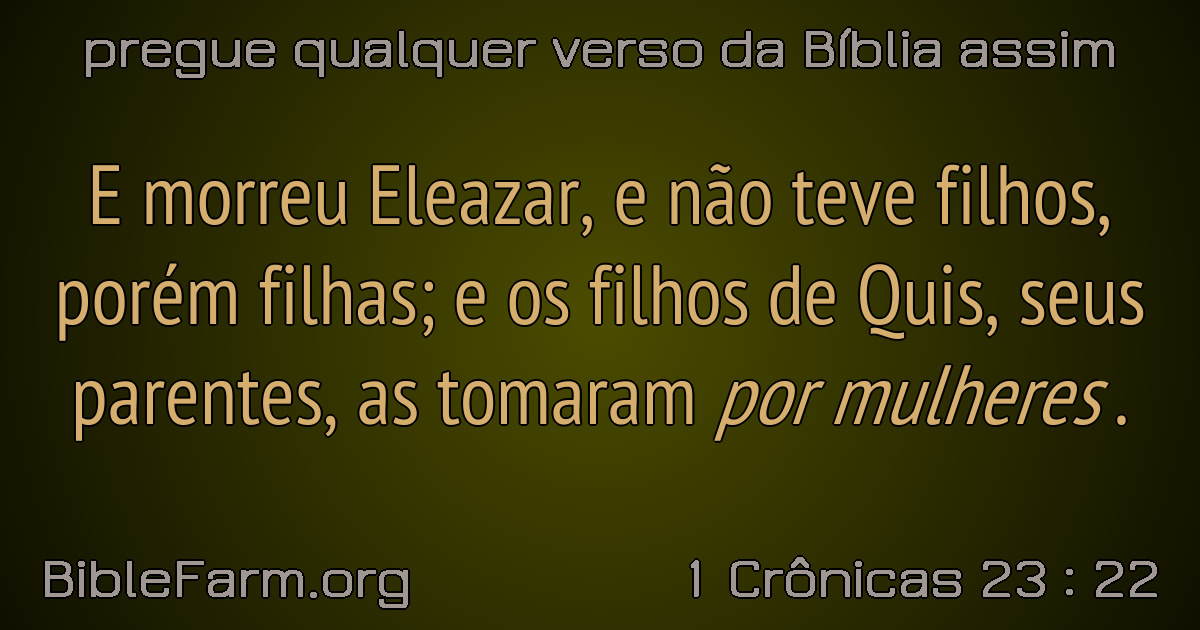 pregue qualquer verso da Bíblia assim
E morreu Eleazar, e não teve filhos,
porém filhas; e os filhos de Quis, seus
parentes, as tomaram por mulheres .
BibleFarm.org
1 Crônicas 23 : 22